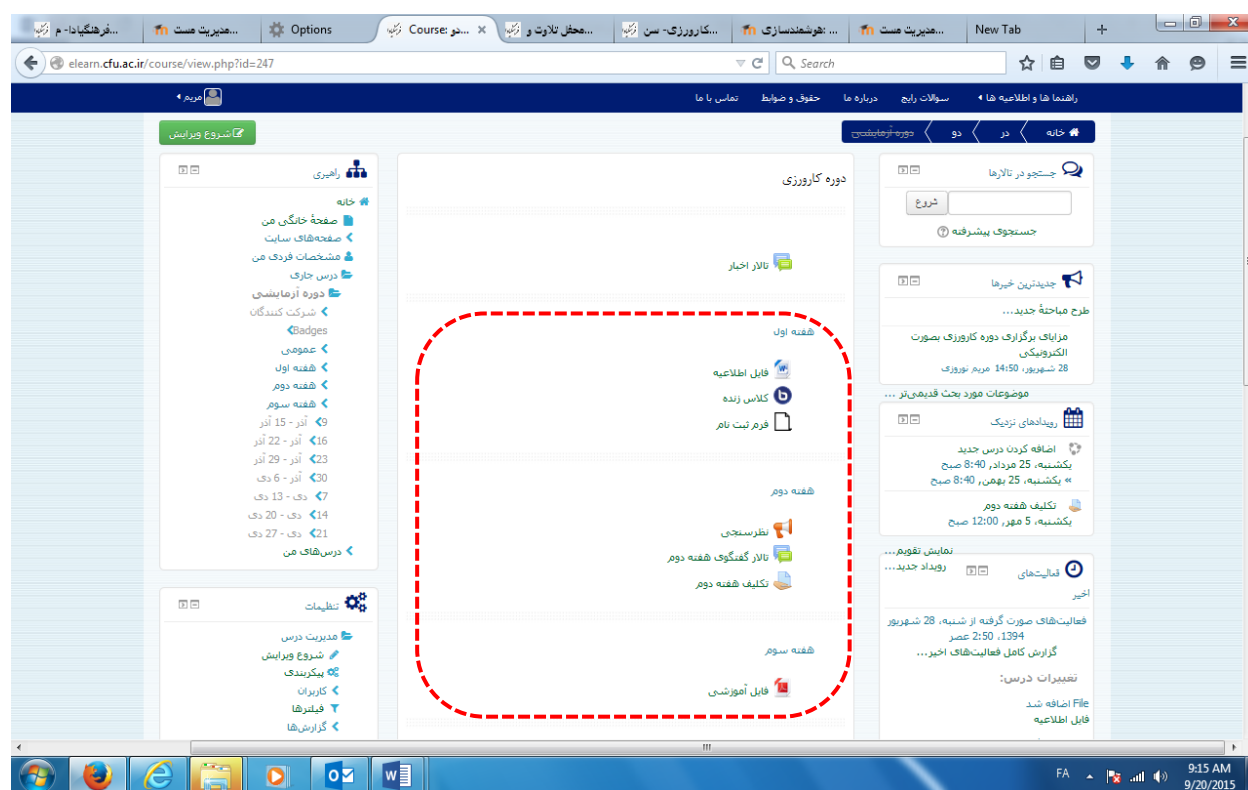 فرهنگیادا- م...
مدیریت مست...
Options
Course: دو...
محفل تلاوت و...
کارورزی- سن...
هوشمندسازی:...
مدیریت مست...
New Tab
elearn.cfu.ac.ir/course/view.php?id=247
Search
راهنما ها و اطلاعیه ها
سوالات رایج
درباره ما
حقوق و ضوابط
تماس با ما
مریم
خانه
در
دو
دوره آزمایشی
شروع ویرایش
جستجو در تالارها
شروع
جستجوی پیشرفته
جدیدترین خبرها
طرح مباحثهٔ جدید...
مزایای برگزاری دوره کارورزی بصورت
الکترونیکی
28 شهریور، 14:50 مریم نوروزی
موضوعات مورد بحث قدیمی‌تر ...
رویدادهای نزدیک
اضافه کردن درس جدید
یکشنبه، 25 مرداد, 8:40 صبح
» یکشنبه، 25 بهمن, 8:40 صبح
تکلیف هفته دوم
یکشنبه، 5 مهر, 12:00 صبح
نمایش تقویم...
رویداد جدید...
فعالیت‌های
اخیر
فعالیت‌های صورت گرفته از شنبه، 28 شهریور
1394، 2:50 عصر
گزارش کامل فعالیت‌های اخیر...
تغییرات درس:
File اضافه شد
فایل اطلاعیه
دوره کارورزی
تالار اخبار
هفته اول
فایل اطلاعیه
کلاس زنده
فرم ثبت نام
هفته دوم
نظرسنجی
تالار گفتگوی هفته دوم
تکلیف هفته دوم
هفته سوم
فایل آموزشی
راهبری
خانه
صفحهٔ خانگی من
صفحه‌های سایت
مشخصات فردی من
درس جاری
دوره آزمایشی
شرکت کنندگان
Badges
عمومی
هفته اول
هفته دوم
هفته سوم
9 آذر - 15 آذر
16 آذر - 22 آذر
23 آذر - 29 آذر
30 آذر - 6 دی
7 دی - 13 دی
14 دی - 20 دی
21 دی - 27 دی
درس‌های من
تنظیمات
مدیریت درس
شروع ویرایش
پیکربندی
کاربران
فیلترها
گزارش‌ها
FA
9:15 AM
9/20/2015